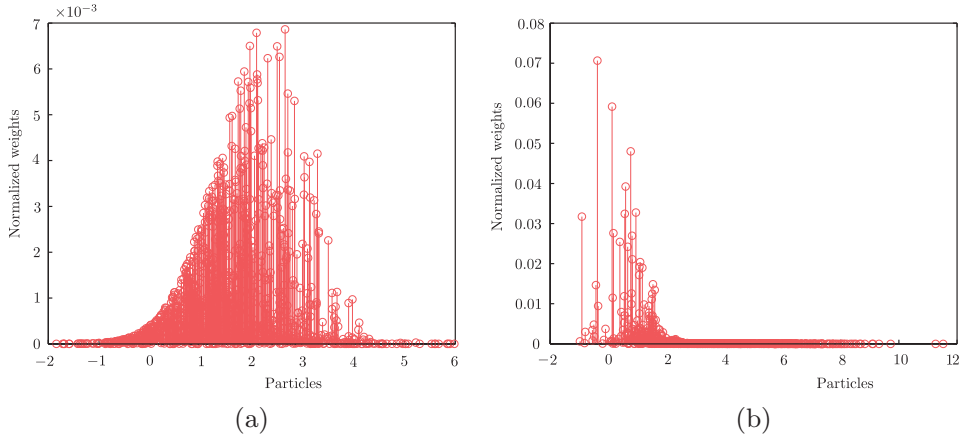 ×10−3
7
6
5
4
3
2
1
0
−2 −1 0 1 2 3 4 5 6
Normalized weights
Particles
(a)
0.08
0.07
0.06
0.050
0.04
0.03
0.02
0.01
0
−2 0 2 4 6 8 10 12
Normalized weights
Particles
(b)